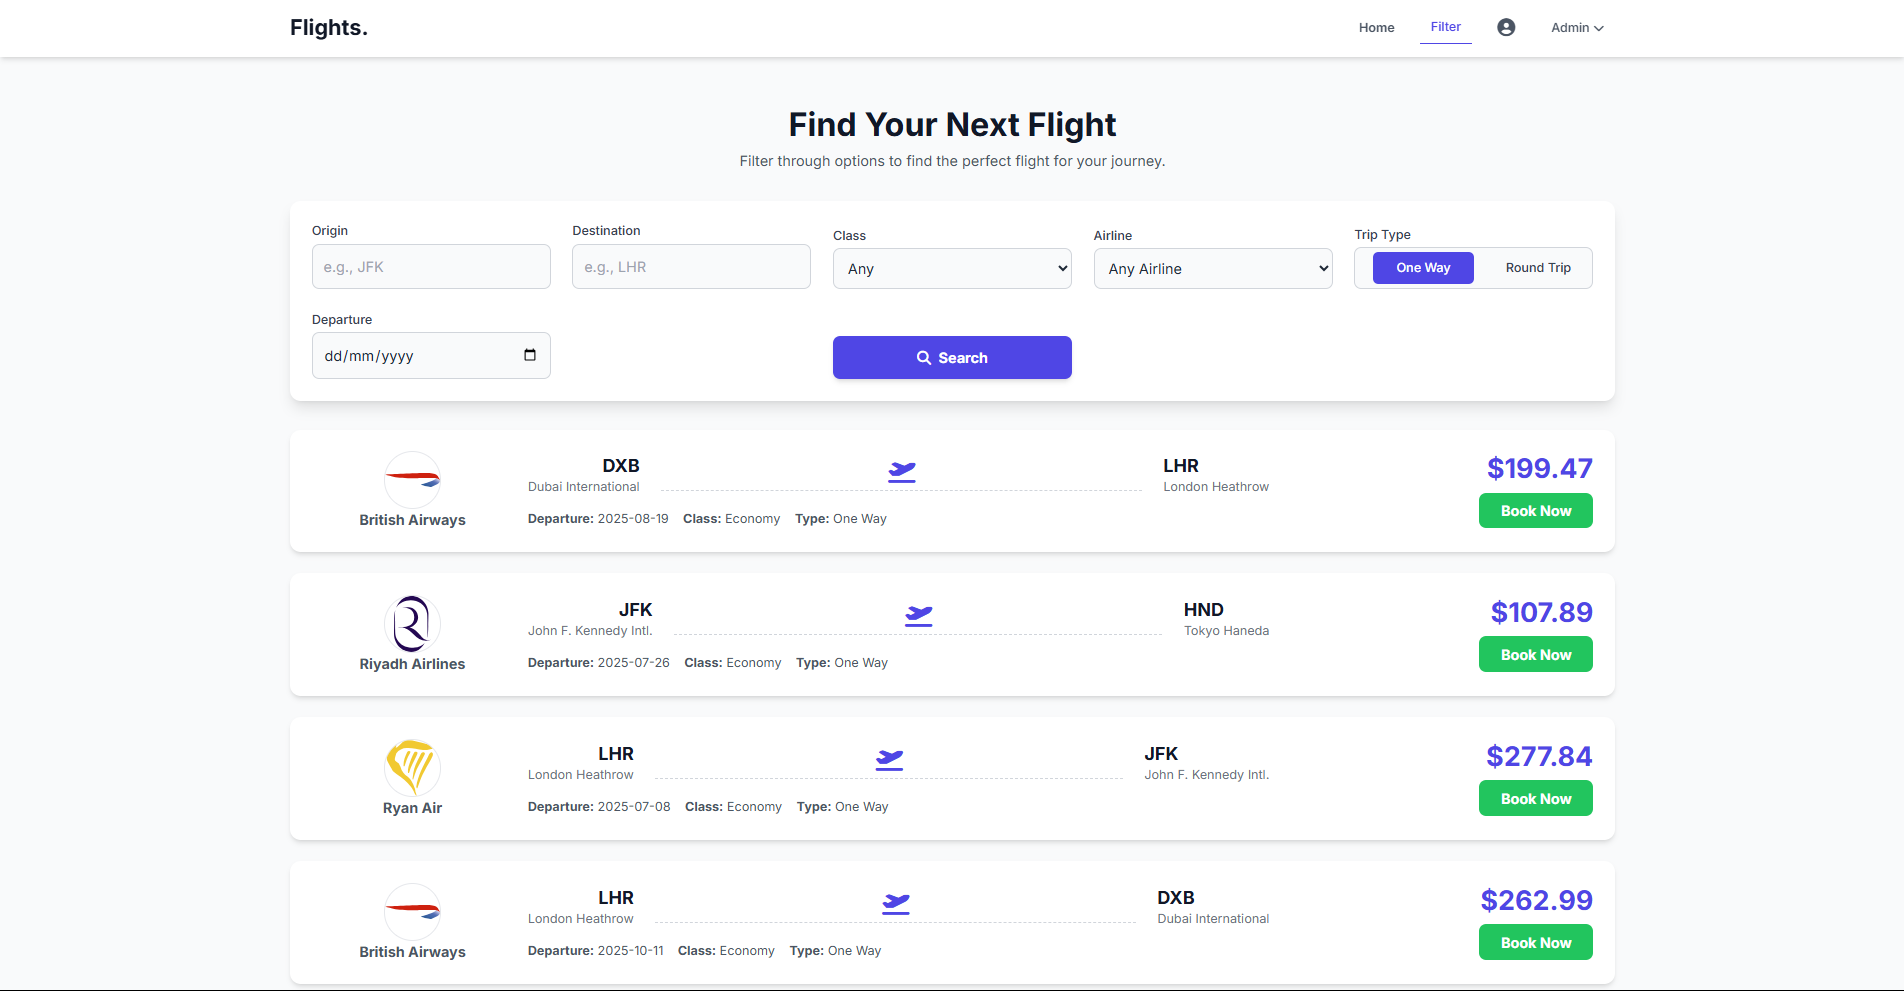 Flights.
Home Filter Admin
Find Your Next Flight
Filter through options to find the perfect flight for your journey.
Origin Destination Class Airline Trip Type
e.g., JFK e.g., LHR Any Any Airline One Way Round Trip
Departure
dd/mm/yyyy Search
DXB LHR $199.47
Dubai International London Heathrow
Book Now
British Airways Departure: 2025-08-19 Class: Economy Type: One Way
JFK HND $107.89
John F. Kennedy Intl. Tokyo Haneda
Book Now
Riyadh Airlines Departure: 2025-07-26 Class: Economy Type: One Way
LHR JFK $277.84
London Heathrow John F. Kennedy Intl.
Book Now
Ryan Air Departure: 2025-07-08 Class: Economy Type: One Way
LHR DXB $262.99
London Heathrow Dubai International
Book Now
British Airways Departure: 2025-10-11 Class: Economy Type: One Way